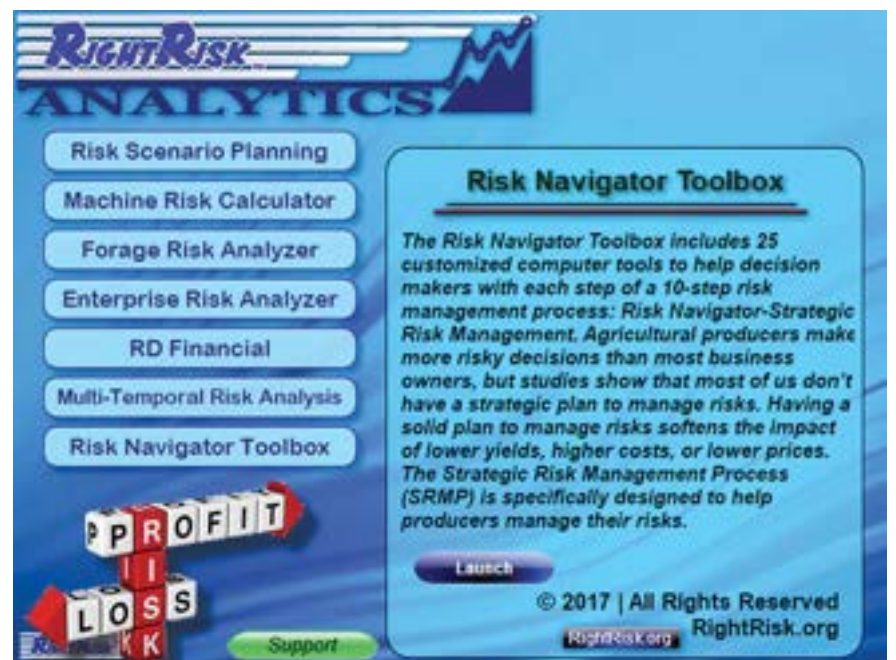 RightRisk™
ANALYTICS
Risk Scenario Planning
Machine Risk Calculator
Forage Risk Analyzer
Enterprise Risk Analyzer
RD Financial
Multi-Temporal Risk Analysis
Risk Navigator Toolbox
Risk Navigator Toolbox
The Risk Navigator Toolbox includes 25
customized computer tools to help decision
makers with each step of a 10-step risk
management process: Risk Navigator-Strategic
Risk Management. Agricultural producers make
more risky decisions than most business
owners, but studies show that most of us don't
have a strategic plan to manage risks. Having a
solid plan to manage risks softens the impact
of lower yields, higher costs, or lower prices.
The Strategic Risk Management Process
(SRMP) is specifically designed to help
producers manage their risks.
Launch
© 2017 | All Rights Reserved
RightRisk.org RightRisk.org
PROFIT
RISK
LOSS
Support